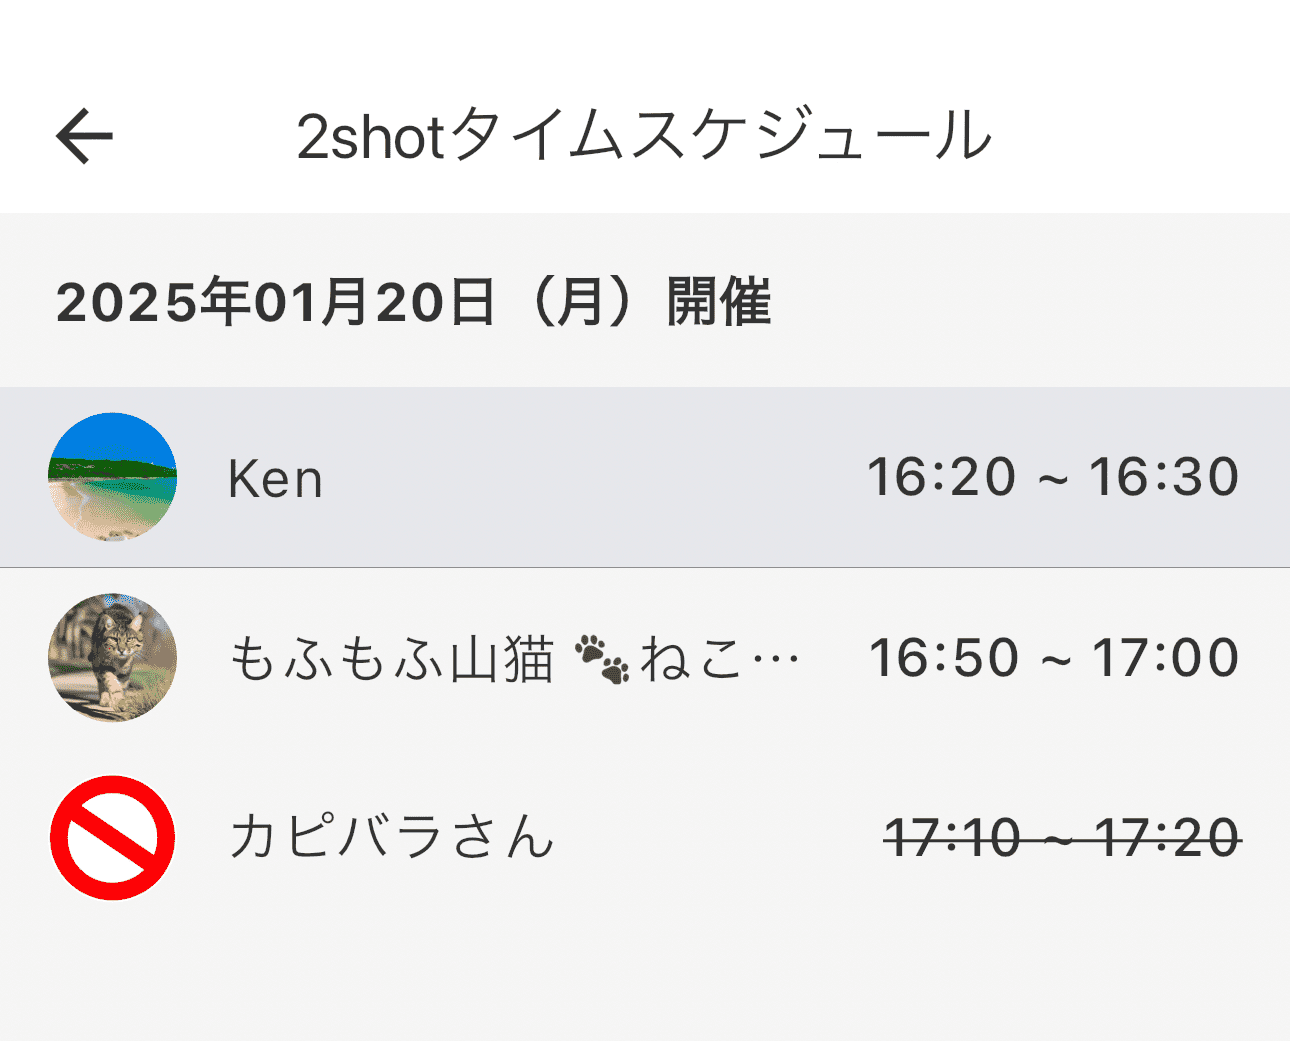 2shotタイムスケジュール
2025年01月20日（月）開催
Ken 16:20 ~ 16:30
もふもふ山猫 🐾ねこ… 16:50 ~ 17:00
カピバラさん 17:10 ~ 17:20